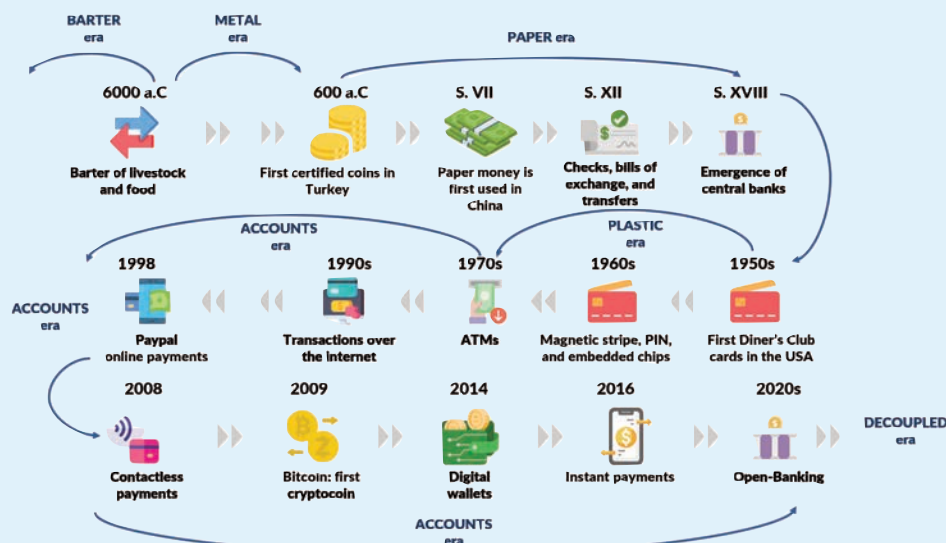 BARTER
era
METAL
era
PAPER era
6000 a.C
600 a.C
S. VII
S. XII
S. XVIII
Barter of livestock
and food
First certified coins in
Turkey
Paper money is
first used in
China
Checks, bills of
exchange, and
transfers
Emergence of
central banks
ACCOUNTS
era
PLASTIC
era
ACCOUNTS
era
1998
1990s
1970s
1960s
1950s
Paypal
online payments
Transactions over
the internet
ATMs
Magnetic stripe, PIN,
and embedded chips
First Diner's Club
cards in the USA
2008
2009
2014
2016
2020s
DECOUPLED
era
Contactless
payments
Bitcoin: first
cryptocoin
Digital
wallets
Instant payments
Open-Banking
ACCOUNTS
era